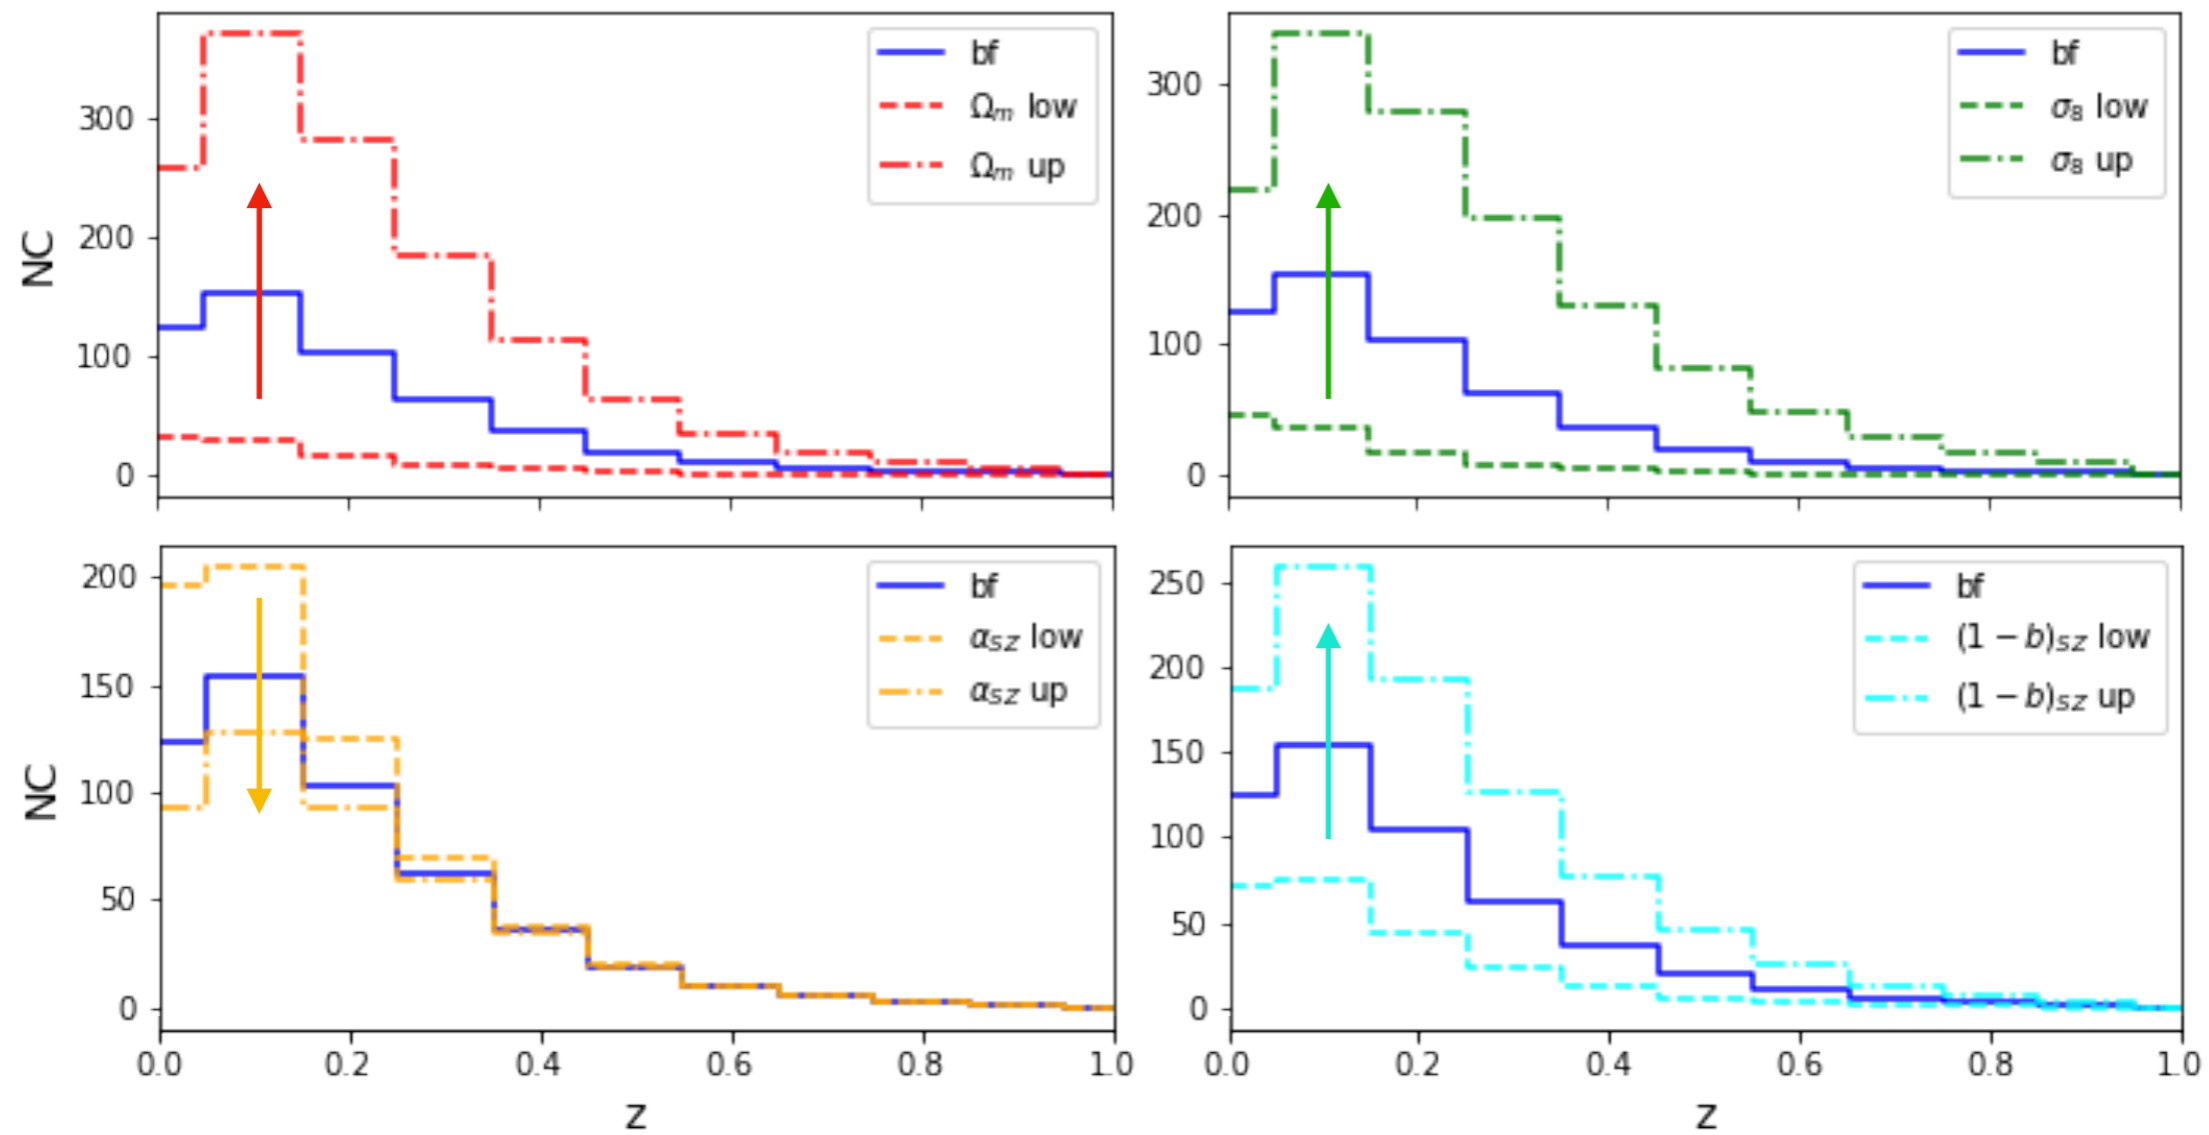 NC
300
200
100
0
bf
Ωm low
Ωm up
300
200
100
0
bf
σ8 low
σ8 up
NC
200
150
100
50
0
bf
αSZ low
αSZ up
0.0 0.2 0.4 0.6 0.8 1.0
z
250
200
150
100
50
0
bf
(1 − b)SZ low
(1 − b)SZ up
0.0 0.2 0.4 0.6 0.8 1.0
z